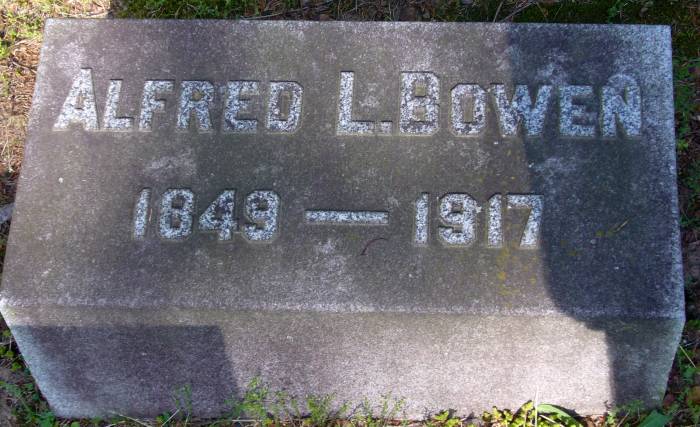 ALFRED L. BOWEN
1849 — 1917